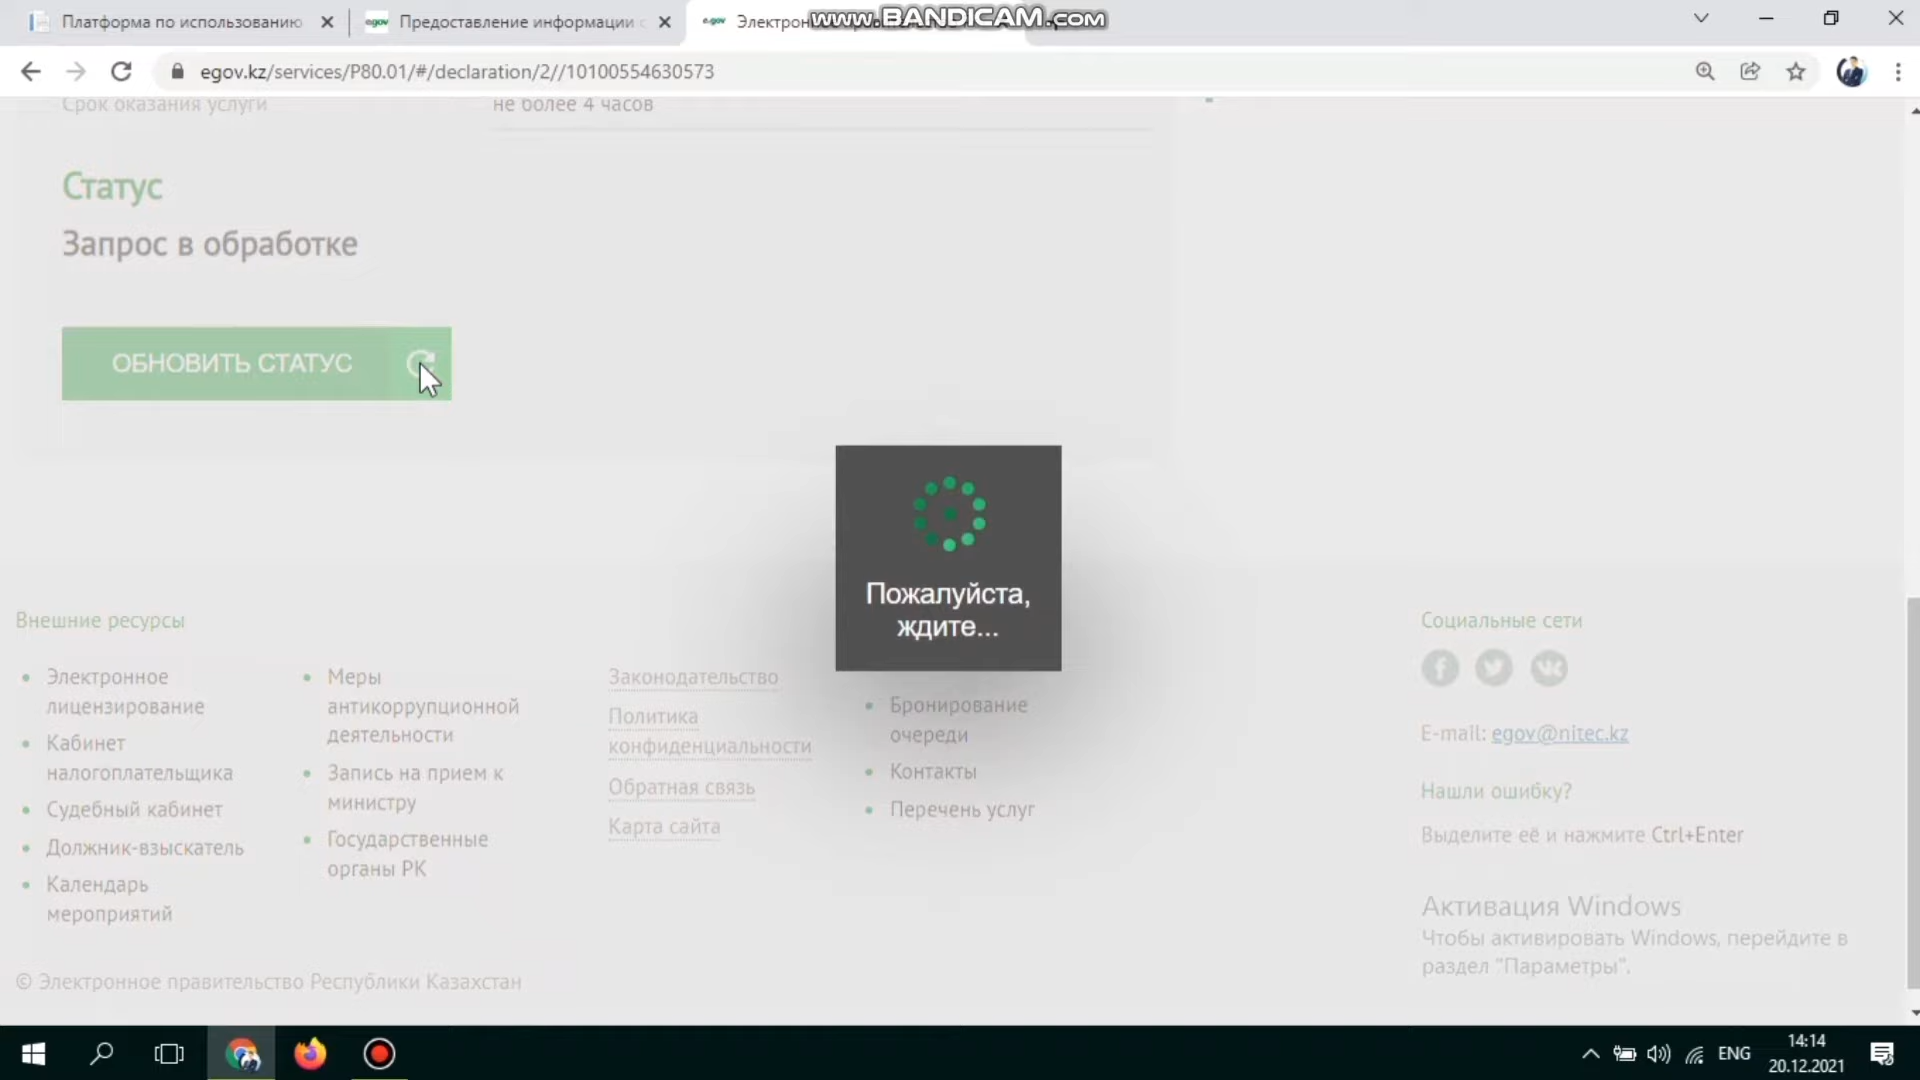 Платформа по использованию
Предоставление информации с
Электрон
www.BANDICAM.com
egov.kz/services/P80.01/#/declaration/2//10100554630573
Срок оказания услуги
не более 4 часов
Статус
Запрос в обработке
ОБНОВИТЬ СТАТУС
Пожалуйста,
ждите...
Внешние ресурсы
Электронное
лицензирование
Кабинет
налогоплательщика
Судебный кабинет
Должник-взыскатель
Календарь
мероприятий
Меры
антикоррупционной
деятельности
Запись на прием к
министру
Государственные
органы РК
Законодательство
Политика
конфиденциальности
Обратная связь
Карта сайта
Бронирование
очереди
Контакты
Перечень услуг
Социальные сети
E-mail: egov@nitec.kz
Нашли ошибку?
Выделите её и нажмите Ctrl+Enter
Активация Windows
Чтобы активировать Windows, перейдите в
раздел "Параметры".
© Электронное правительство Республики Казахстан
ENG
14:14
20.12.2021